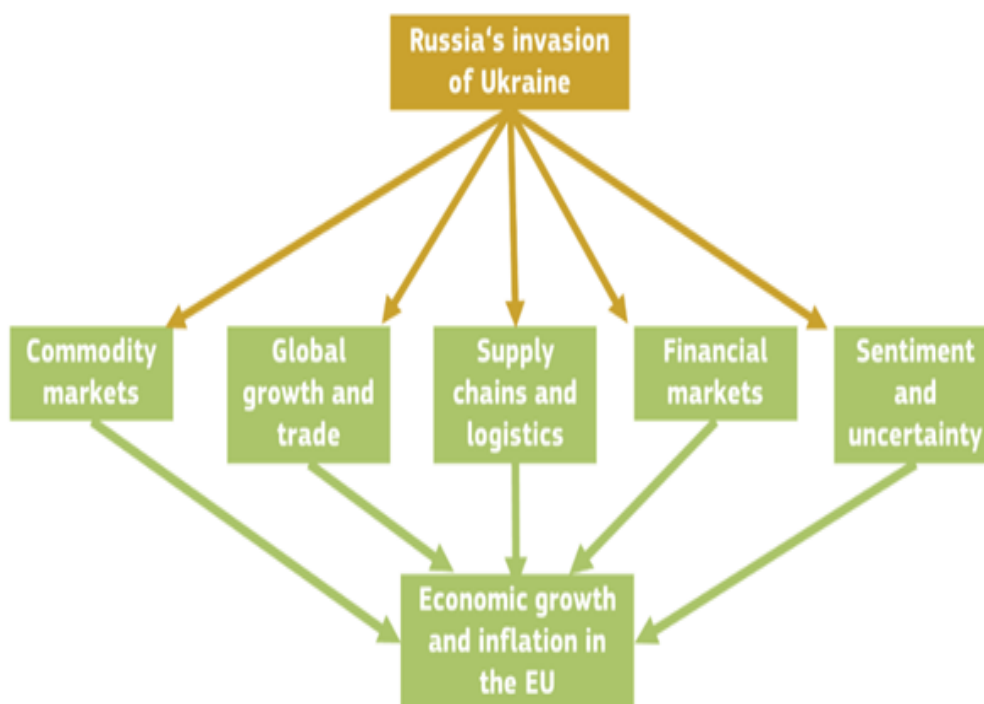 Russia‘s invasion
of Ukraine
Commodity
markets
Global
growth and
trade
Supply
chains and
logistics
Financial
markets
Sentiment
and
uncertainty
Economic growth
and inflation in
the EU